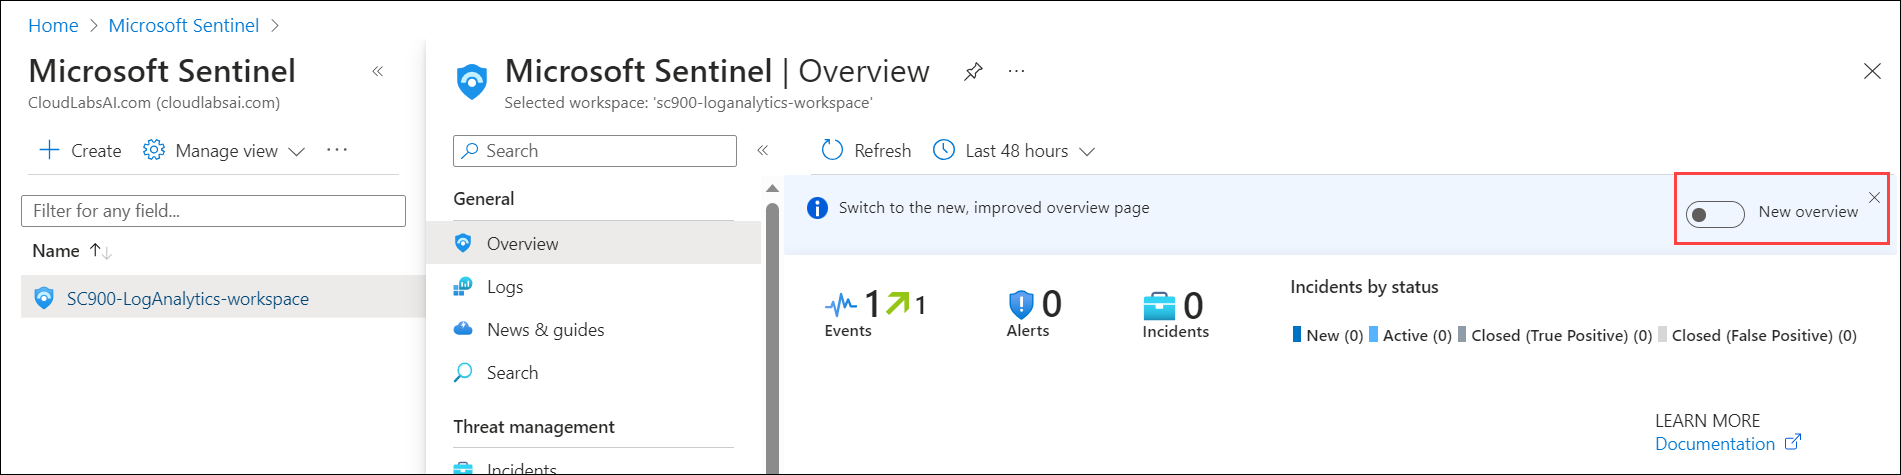 Home > Microsoft Sentinel >
Microsoft Sentinel «
CloudLabsAI.com (cloudlabsai.com)
+ Create Manage view ...
Filter for any field...
Name ↑↓
SC900-LogAnalytics-workspace
Microsoft Sentinel | Overview ...
Selected workspace: 'sc900-loganalytics-workspace'
Search «
General
Overview
Logs
News & guides
Search
Threat management
Incidents
Refresh Last 48 hours
Switch to the new, improved overview page
New overview
1 1
Events
0
Alerts
0
Incidents
Incidents by status
New (0) Active (0) Closed (True Positive) (0) Closed (False Positive) (0)
LEARN MORE
Documentation